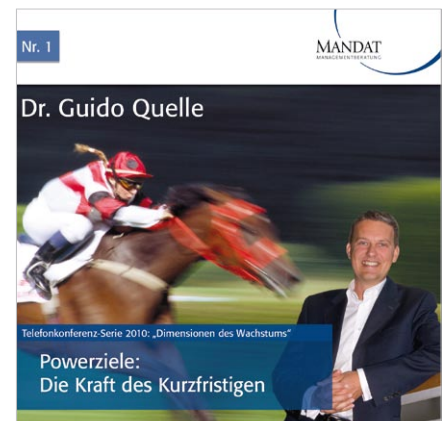 Nr. 1
MANDAT
MANAGEMENTBERATUNG
Dr. Guido Quelle
Telefonkonferenz-Serie 2010: „Dimensionen des Wachstums“
Powerziele:
Die Kraft des Kurzfristigen